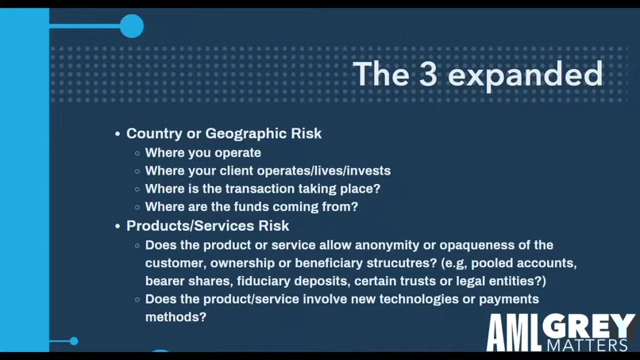 The 3 expanded
• Country or Geographic Risk
◦ Where you operate
◦ Where your client operates/lives/invests
◦ Where is the transaction taking place?
◦ Where are the funds coming from?
• Products/Services Risk
◦ Does the product or service allow anonymity or opaqueness of the
customer, ownership or beneficiary strucutres? (e.g, pooled accounts,
bearer shares, fiduciary deposits, certain trusts or legal entities?)
◦ Does the product/service involve new technologies or payments
methods?
AML GREY
MATTERS